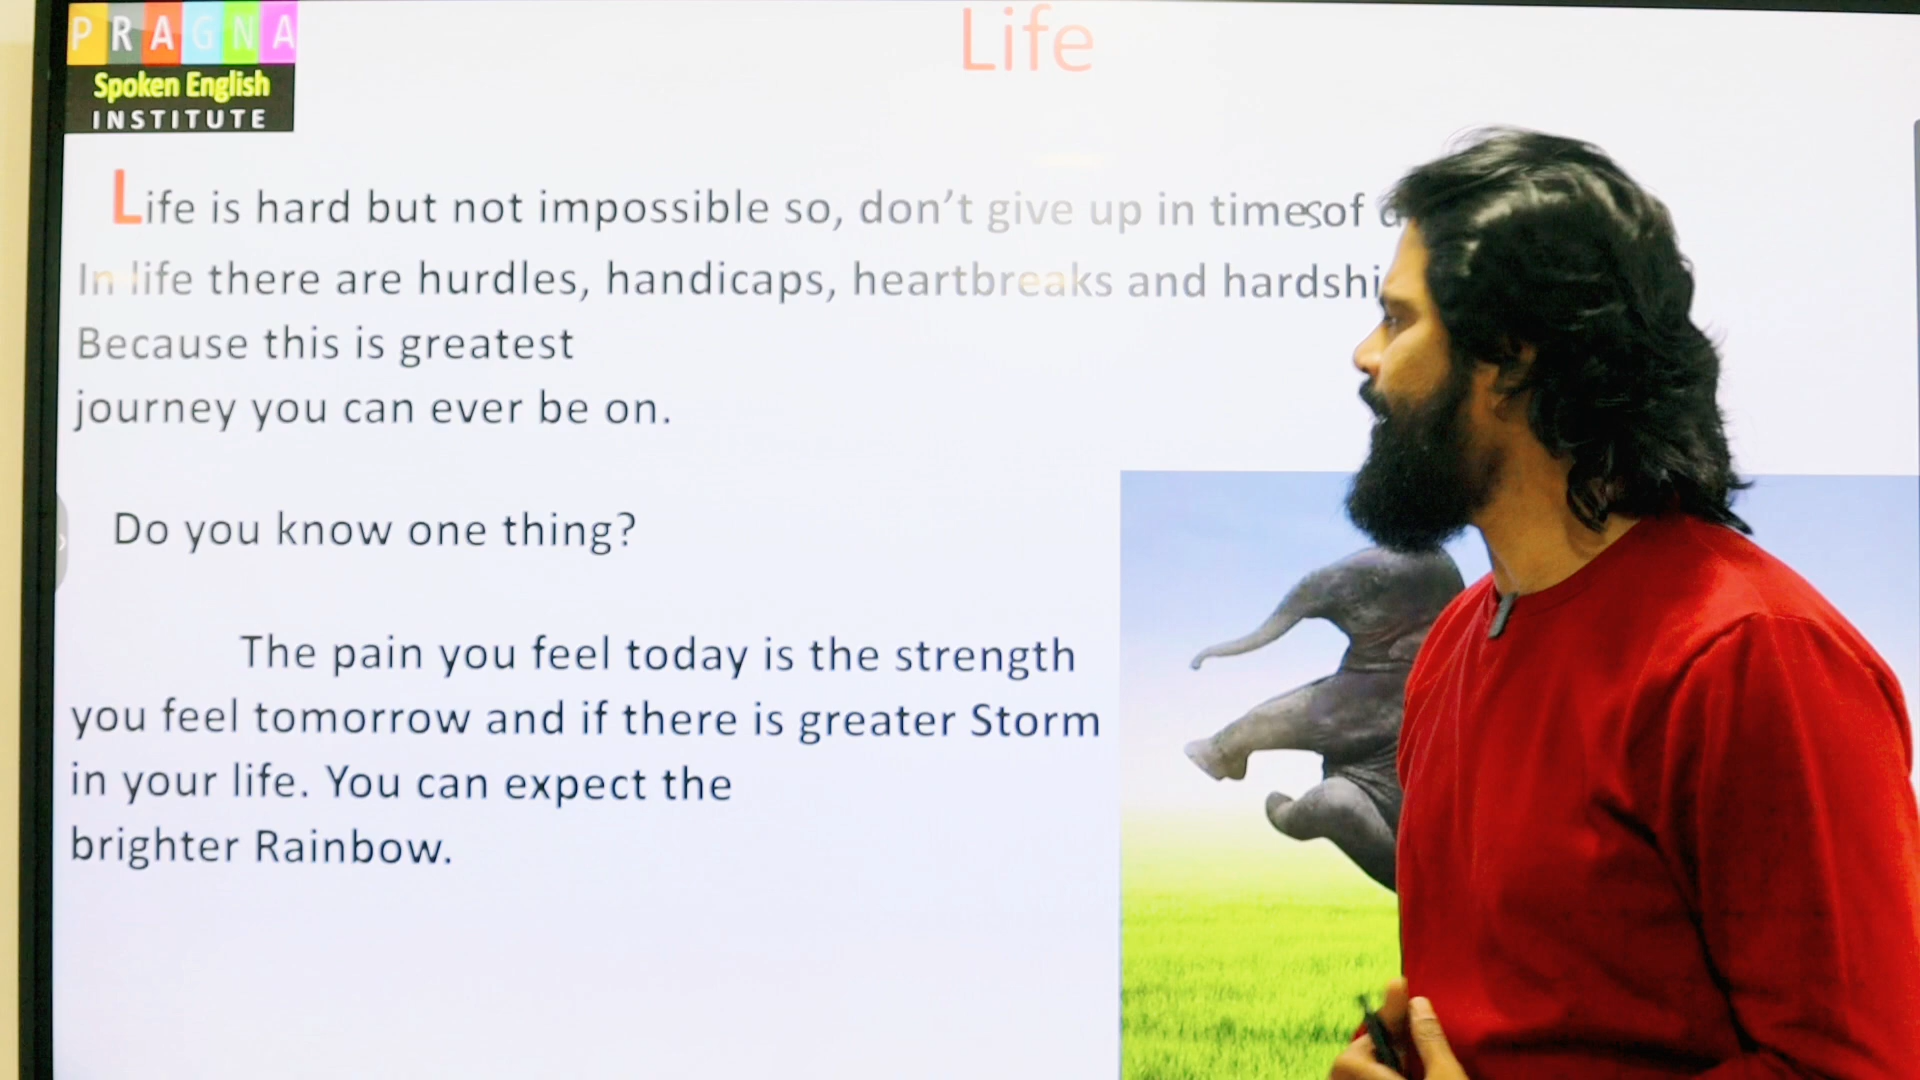 PRAGNA
Spoken English
INSTITUTE
Life
Life is hard but not impossible so, don’t give up in timesof
In life there are hurdles, handicaps, heartbreaks and
Because this is greatest
journey you can ever be on.
Do you know one thing?
The pain you feel today is the strength
you feel tomorrow and if there is greater Storm
in your life. You can expect the
brighter Rainbow.